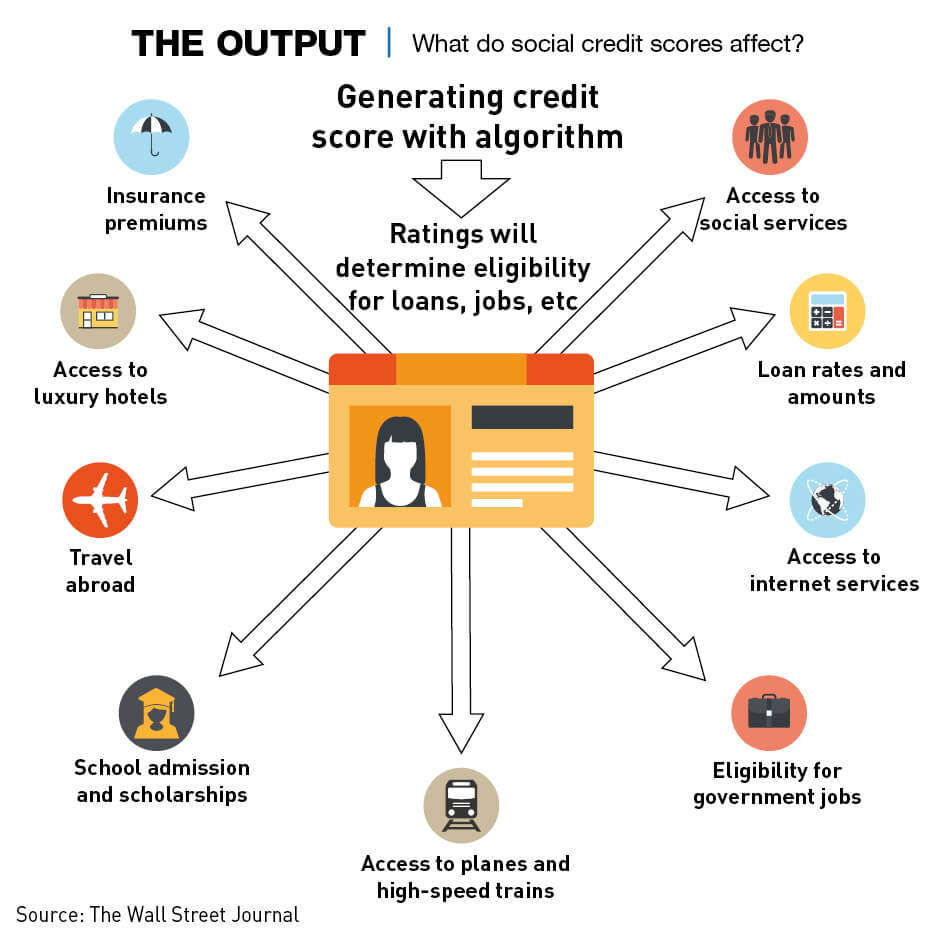 THE OUTPUT | What do social credit scores affect?
Generating credit
score with algorithm
Ratings will
determine eligibility
for loans, jobs, etc
Insurance
premiums
Access to
social services
Access to
luxury hotels
Loan rates and
amounts
Travel
abroad
Access to
internet services
School admission
and scholarships
Eligibility for
government jobs
Access to planes and
high-speed trains
Source: The Wall Street Journal